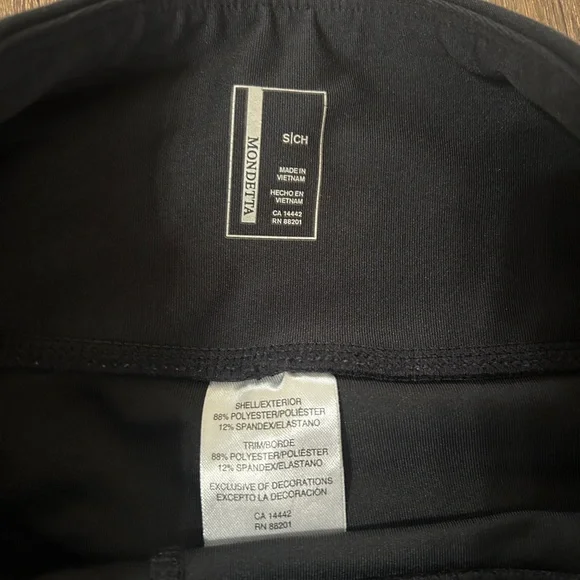 MONDETTA
S|CH
MADE IN
VIETNAM
HECHO EN
VIETNAM
CA 14442
RN 88201
SHELL/EXTERIOR
88% POLYESTER/POLIÉSTER
12% SPANDEX/ELASTANO
TRIM/BORDE
88% POLYESTER/POLIÉSTER
12% SPANDEX/ELASTANO
EXCLUSIVE OF DECORATIONS
EXCEPTO LA DECORACIÓN
CA 14442
RN 88201